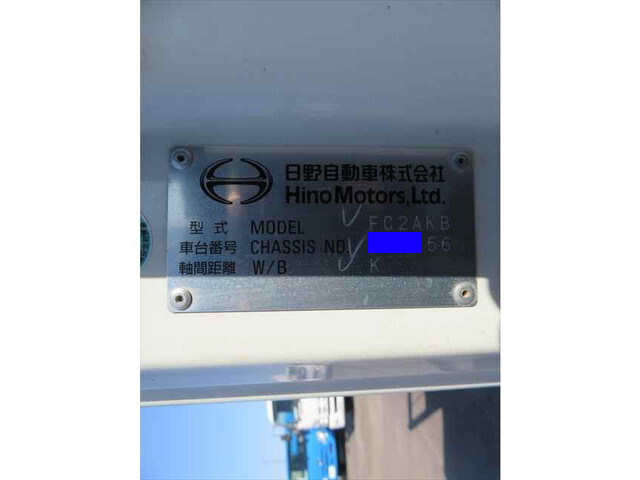 日野自動車株式会社
Hino Motors, Ltd.
型式 MODEL FC2AKB
車台番号 CHASSIS NO. 56
軸間距離 W/B K